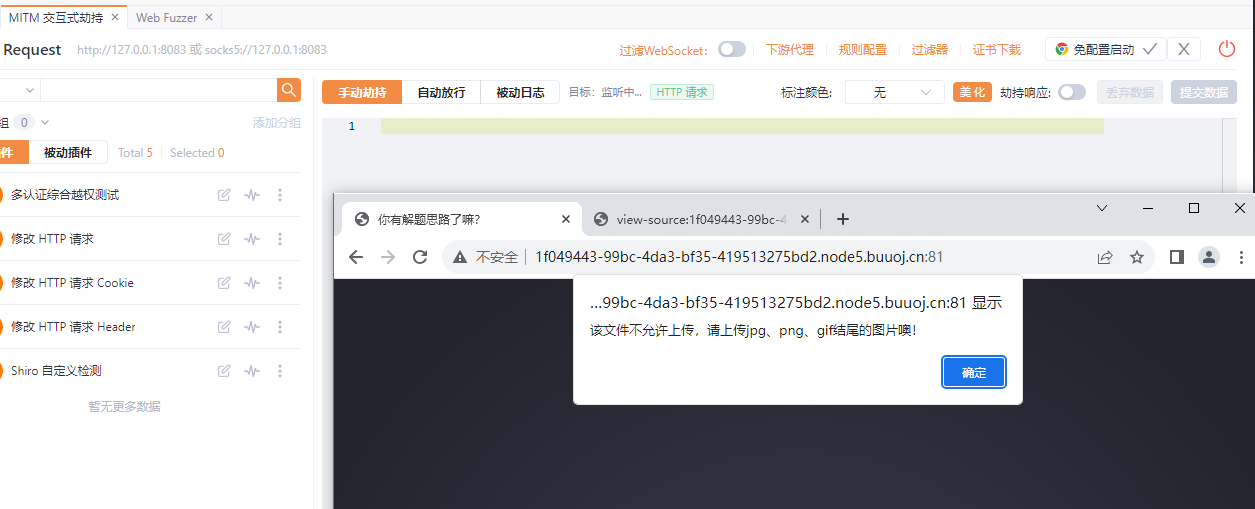 MITM 交互式劫持 × Web Fuzzer ×
Request http://127.0.0.1:8083 或 socks5://127.0.0.1:8083 过滤WebSocket: 下游代理 规则配置 过滤器 证书下载 免配置启动
手动劫持 自动放行 被动日志 目标: 监听中... HTTP 请求 标注颜色: 无 美化 劫持响应: 丢弃数据 提交数据
组 0 添加分组
1
件 被动插件 Total 5 Selected 0
多认证综合越权测试
修改 HTTP 请求
修改 HTTP 请求 Cookie
修改 HTTP 请求 Header
Shiro 自定义检测
暂无更多数据
你有解题思路了嘛? × view-source:1f049443-99bc-4 × +
不安全 1f049443-99bc-4da3-bf35-419513275bd2.node5.buuoj.cn:81
...99bc-4da3-bf35-419513275bd2.node5.buuoj.cn:81 显示
该文件不允许上传，请上传jpg、png、gif结尾的图片噢!
确定